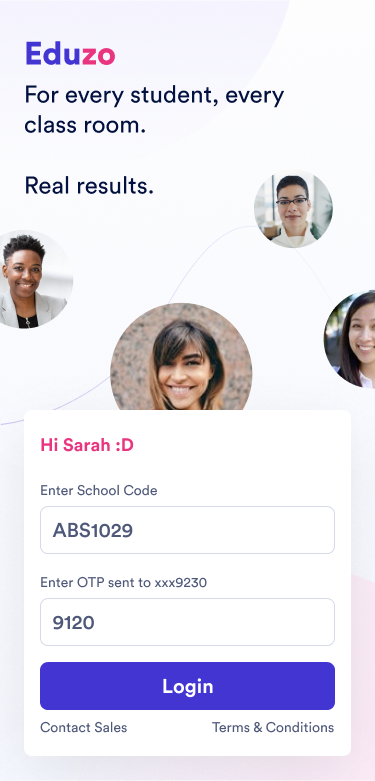 Eduzo
For every student, every
class room.
Real results.
Hi Sarah :D
Enter School Code
ABS1029
Enter OTP sent to xxx9230
9120
Login
Contact Sales
Terms & Conditions